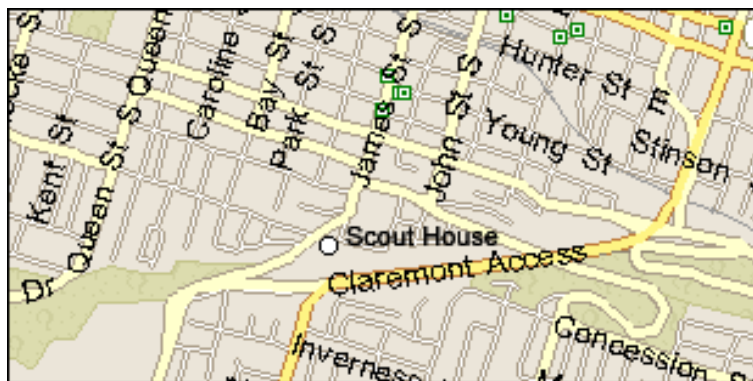 Hunter St E
Queen St S
Caroline
Bay St
Park St S
James St S
John St S
Young St
Stinson
Kent St
Queen St S
Scout House
Claremont Access
Dr
Concession
Inverness